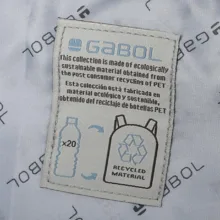 GABOL
This collection is made of ecologically
sustainable material obtained from
the post consumer recycling of PET
Esta colección está fabricada en
material ecológico y sostenible,
obtenido del reciclaje de botellas PET
x20
RECYCLED
MATERIAL
GABOL
GABOL
GABOL